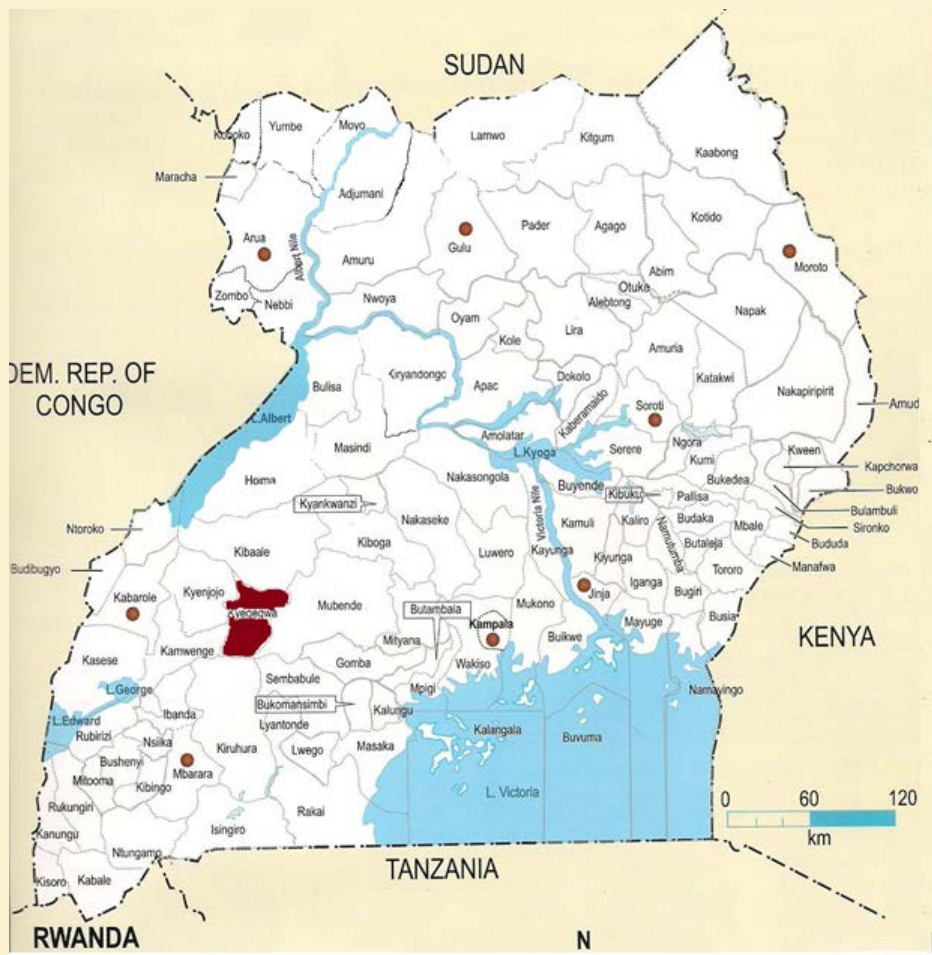 SUDAN
Koboko
Yumbe
Moyo
Lamwo
Kitgum
Kaabong
Maracha
Adjumani
Kotido
Arua
Albert Nile
Amuru
Gulu
Pader
Agago
Moroto
Abim
Zombo
Nebbi
Nwoya
Otuke
Alebtong
Napak
Oyam
Kole
Lira
Amuria
DEM. REP. OF
CONGO
Bulisa
Kiryandongo
Apac
Dokolo
Katakwi
Nakapiripirit
L.Albert
Kaberamaido
Soroti
Amud
Masindi
Amolatar
L.Kyoga
Serere
Ngora
Kumi
Kween
Kapchorwa
Hoima
Nakasongola
Buyende
Kibuku
Bukedea
Bukwo
Kyankwanzi
Pallisa
Bulambuli
Nakaseke
Victoria Nile
Kamuli
Kaliro
Namutumba
Budaka
Mbale
Sironko
Ntoroko
Kiboga
Kibaale
Luwero
Kayunga
Kiyunga
Butaleja
Bududa
Manafwa
Budibugyo
Kyenjojo
Kabarole
Mubende
Butambala
Mukono
Jinja
Iganga
Bugiri
Tororo
Kampala
Mayuge
Busia
Kamwenge
Mityana
Buikwe
KENYA
Kasese
Gomba
Wakiso
Sembabule
L.George
Mpigi
Namayingo
Bukomansimbi
Kalungu
L.Edward
Ibanda
Lyantonde
Kalangala
Buvuma
Rubirizi
Nsiika
Kiruhura
Lwego
Masaka
Bushenyi
Mbarara
Mitooma
Kibingo
L. Victoria
0 60 120
km
Rukungiri
Rakai
Kanungu
Isingiro
Ntungamo
TANZANIA
Kisoro
Kabale
RWANDA
N